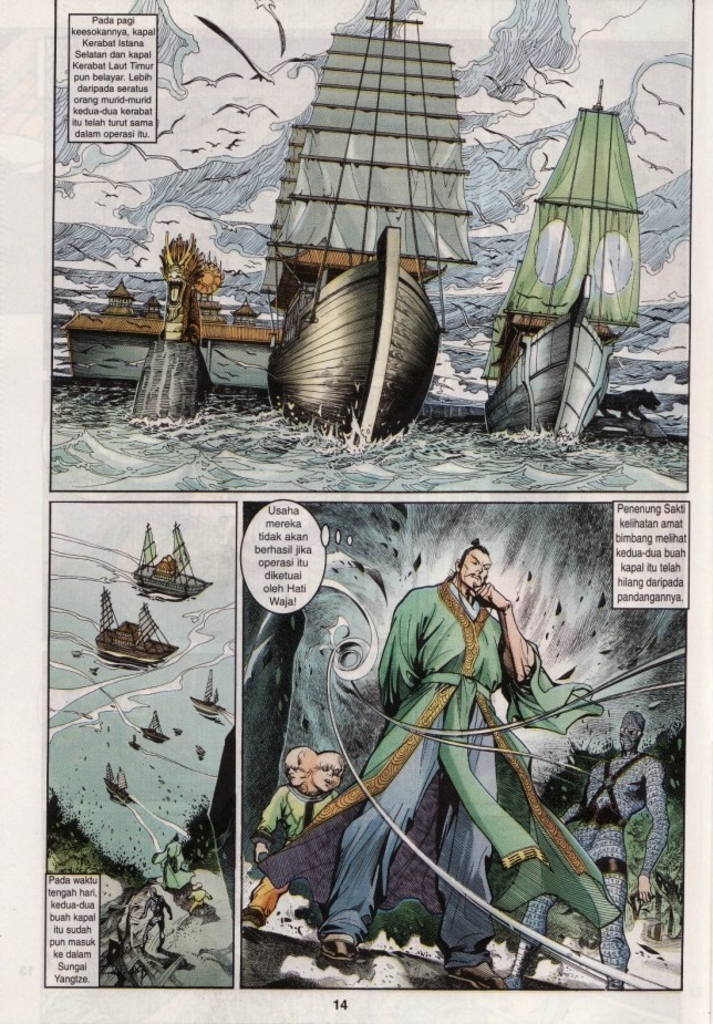 Pada pagi
keesokannya, kapal
Kerabat Istana
Selatan dan kapal
Kerabat Laut Timur
pun belayar. Lebih
daripada seratus
orang murid-murid
kedua-dua kerabat
itu telah turut sama
dalam operasi itu.
Pada waktu
tengah hari,
kedua-dua
buah kapal
itu sudah
pun masuk
ke dalam
Sungai
Yangtze.
Usaha
mereka
tidak akan
berhasil jika
operasi itu
diketuai
oleh Hati
Waja!
Penenung Sakti
kelihatan amat
bimbang melihat
kedua-dua buah
kapal itu telah
hilang daripada
pandangannya.
14